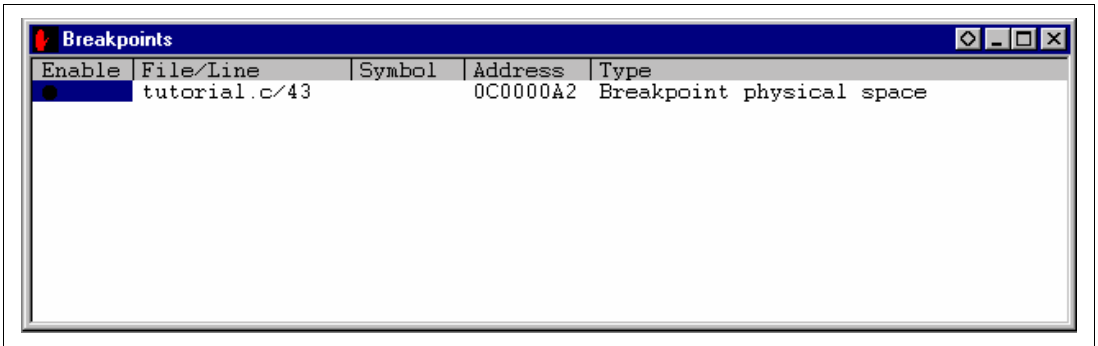 Breakpoints
Enable File/Line Symbol Address Type
tutorial.c/43 0C0000A2 Breakpoint physical space